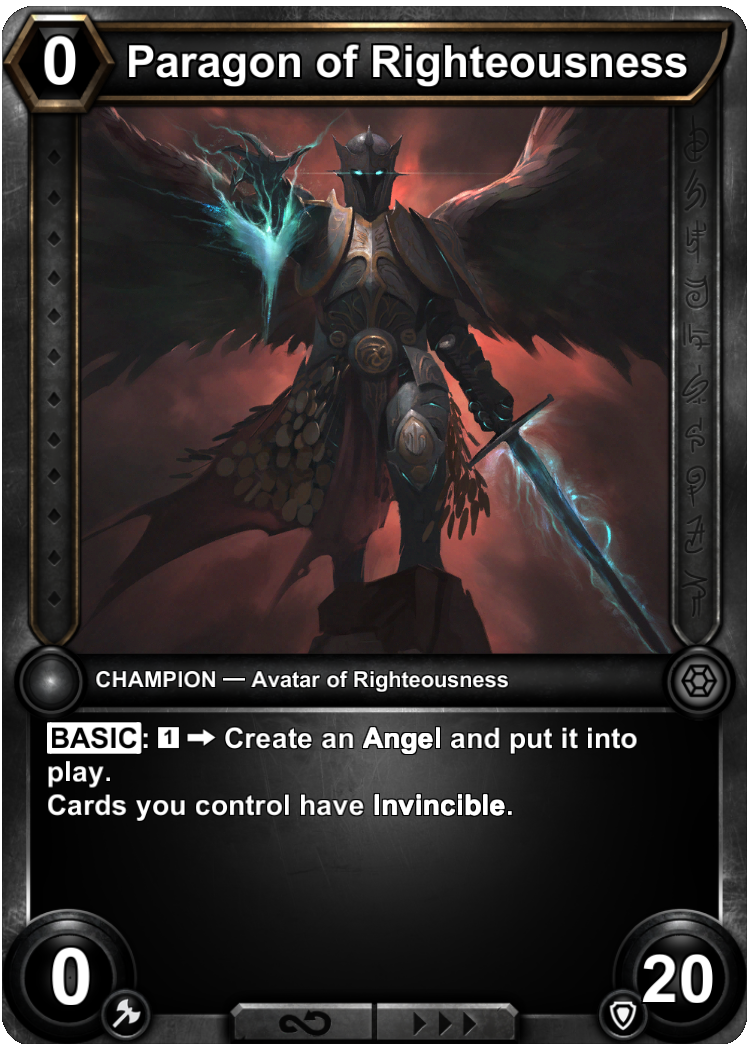 0 Paragon of Righteousness
CHAMPION — Avatar of Righteousness
BASIC: 1 ➡ Create an Angel and put it into
play.
Cards you control have Invincible.
0 20